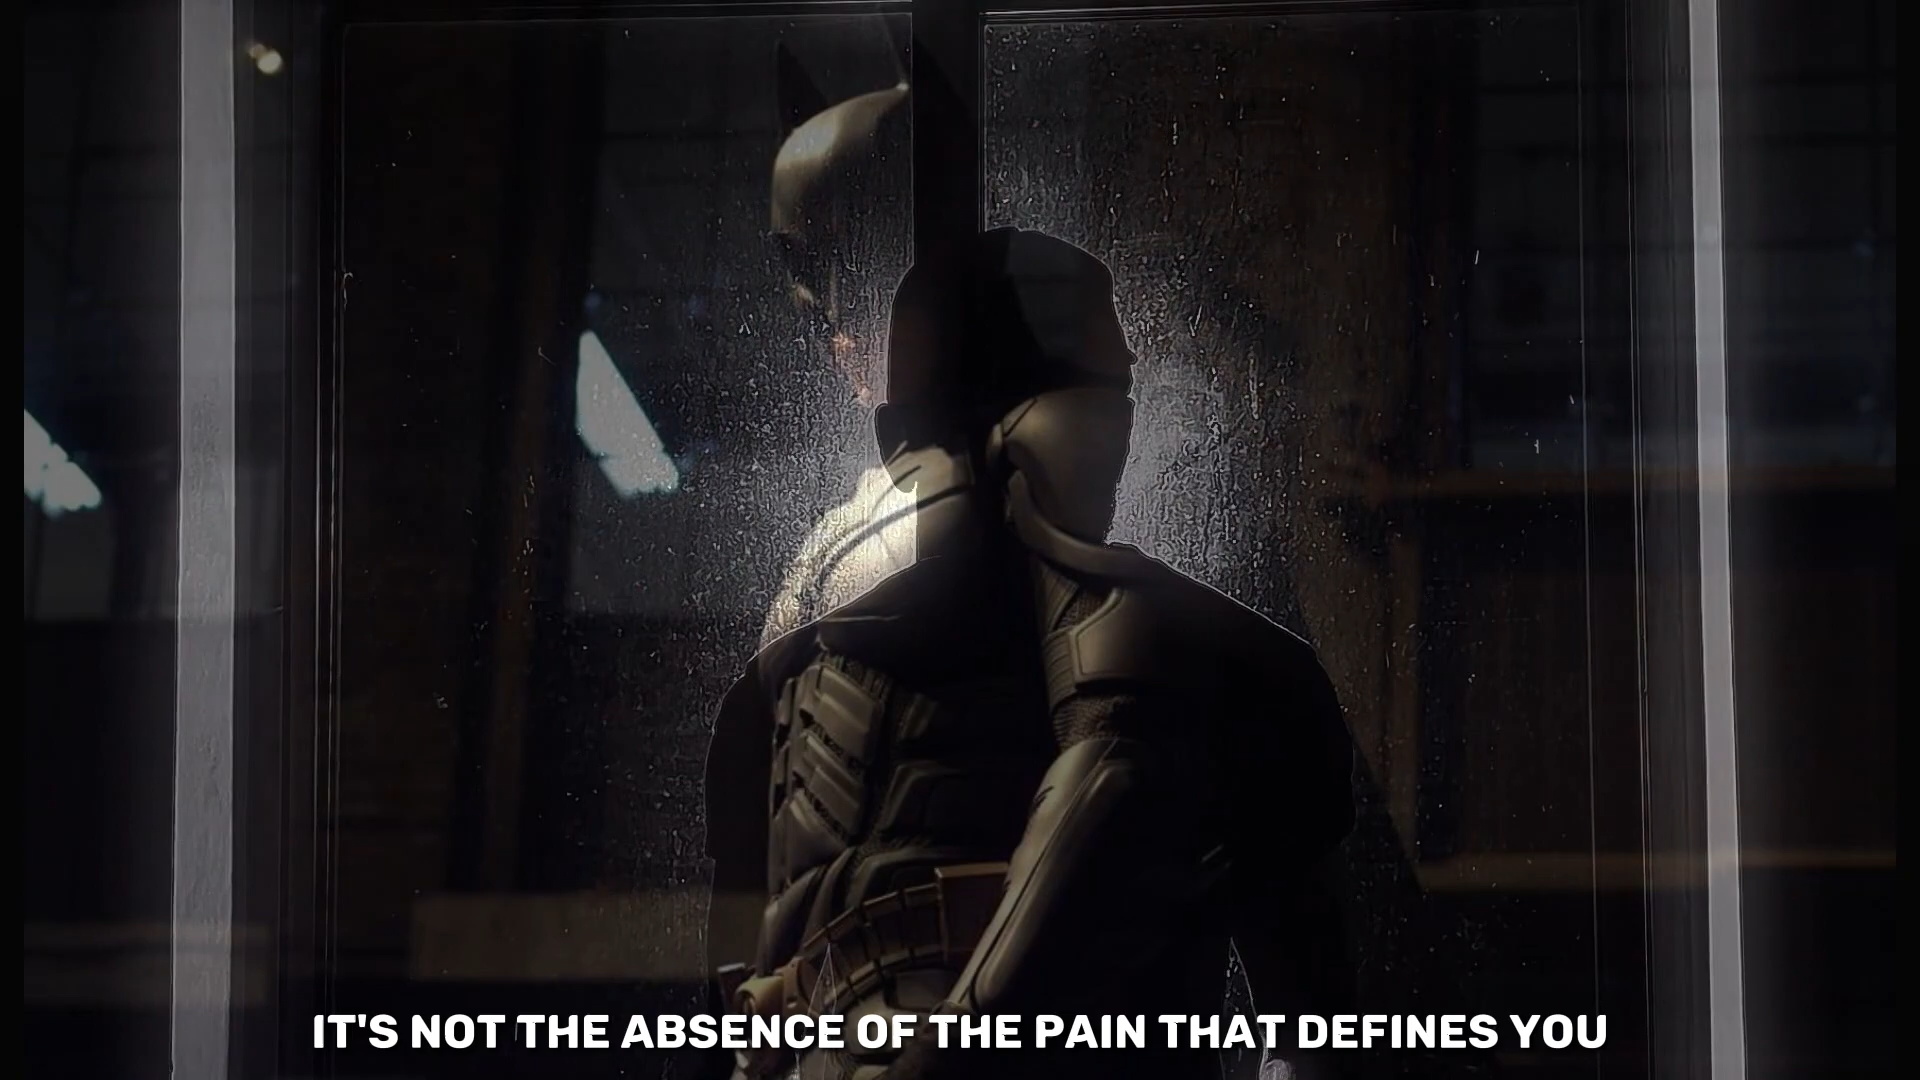 IT'S NOT THE ABSENCE OF THE PAIN THAT DEFINES YOU